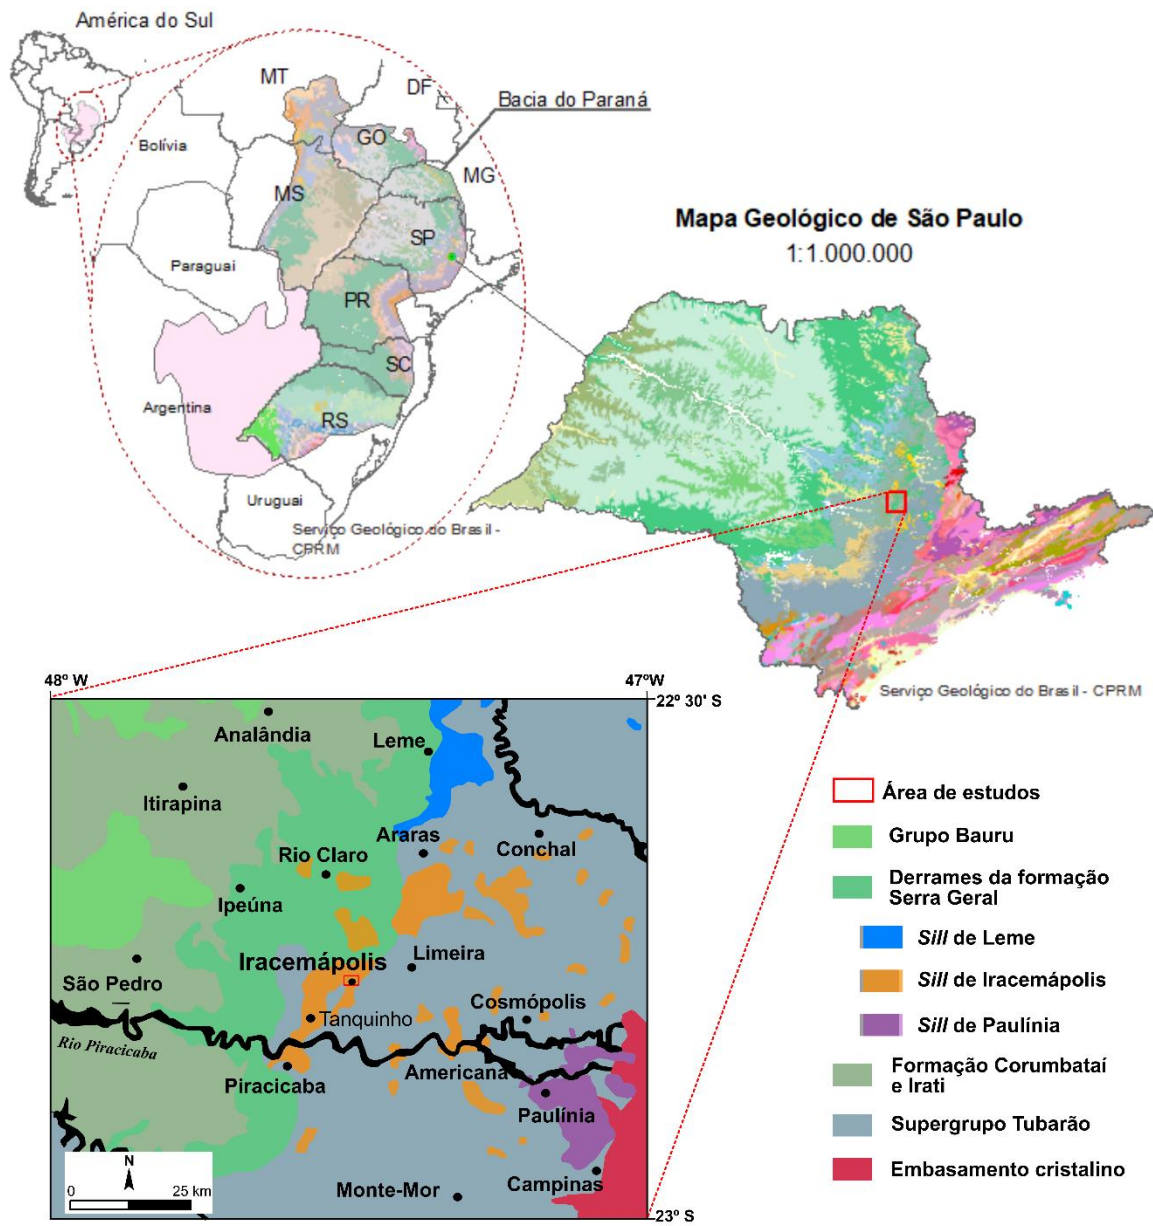 América do Sul
MT
DF
Bacia do Paraná
GO
Bolívia
MG
MS
SP
Paraguai
PR
SC
Argentina
RS
Uruguai
Serviço Geológico do Brasil -
CPRM
Mapa Geológico de São Paulo
1:1.000.000
Serviço Geológico do Brasil - CPRM
48° W
47°W
22° 30' S
Analândia
Leme
Itirapina
Araras
Conchal
Rio Claro
Ipeúna
Iracemápolis
Limeira
São Pedro
Cosmópolis
Tanquinho
Rio Piracicaba
Piracicaba
Americana
Paulínia
N
0 25 km
Monte-Mor
Campinas
23° S
Área de estudos
Grupo Bauru
Derrames da formação
Serra Geral
Sill de Leme
Sill de Iracemápolis
Sill de Paulínia
Formação Corumbataí
e Irati
Supergrupo Tubarão
Embasamento cristalino